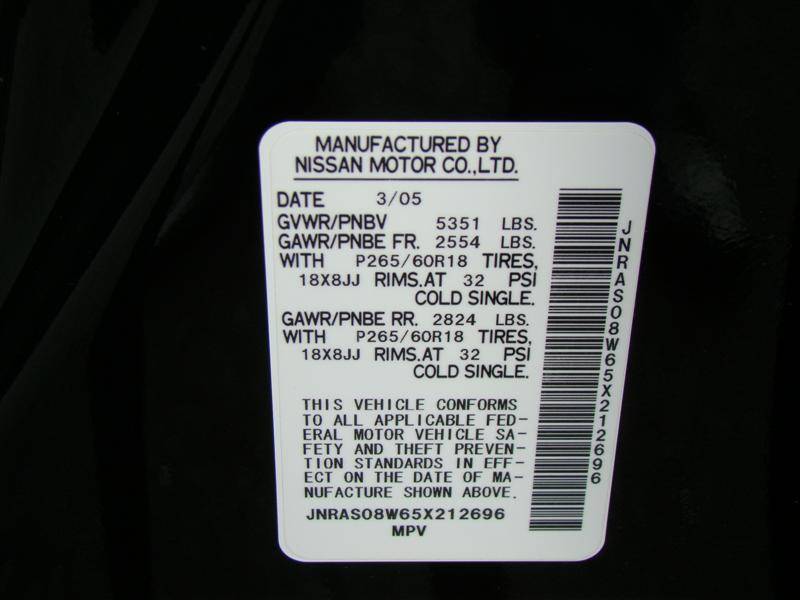 MANUFACTURED BY
NISSAN MOTOR CO.,LTD.
DATE 3/05
GVWR/PNBV 5351 LBS.
GAWR/PNBE FR. 2554 LBS.
WITH P265/60R18 TIRES,
18X8JJ RIMS.AT 32 PSI
COLD SINGLE.
GAWR/PNBE RR. 2824 LBS.
WITH P265/60R18 TIRES,
18X8JJ RIMS.AT 32 PSI
COLD SINGLE.
THIS VEHICLE CONFORMS
TO ALL APPLICABLE FED-
ERAL MOTOR VEHICLE SA-
FETY AND THEFT PREVEN-
TION STANDARDS IN EFF-
ECT ON THE DATE OF MA-
NUFACTURE SHOWN ABOVE.
JNRAS08W65X212696
MPV
JNRAS08W65X212696